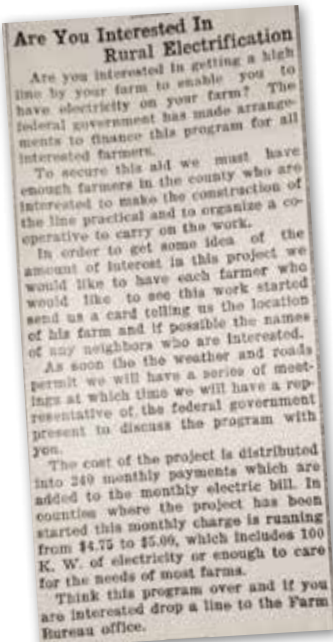 Are You Interested In
Rural Electrification
Are you interested in getting a high
line by your farm to enable you to
have electricity on your farm? The
federal government has made arrange-
ments to finance this program for all
interested farmers.
To secure this aid we must have
enough farmers in the county who are
interested to make the construction of
the line practical and to organize a co-
operative to carry on the work.
In order to get some idea of the
amount of interest in this project we
would like to have each farmer who
would like to see this work started
send us a card telling us the location
of his farm and if possible the names
of any neighbors who are interested.
As soon the the weather and roads
permit we will have a series of meet-
ings at which time we will have a rep-
resentative of the federal government
present to discuss the program with
you.
The cost of the project is distributed
into 240 monthly payments which are
added to the monthly electric bill. In
counties where the project has been
started this monthly charge is running
from $4.75 to $5.00, which includes 100
K. W. of electricity or enough to care
for the needs of most farms.
Think this program over and if you
are interested drop a line to the Farm
Bureau office.